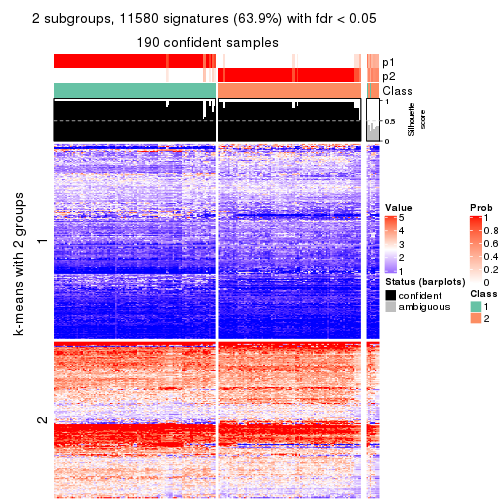 2 subgroups, 11580 signatures (63.9%) with fdr < 0.05
190 confident samples
p1
p2
Class
1
0.5
0
Silhouette
score
k-means with 2 groups
1
2
Value
5
4
3
2
1
Prob
1
0.8
0.6
0.4
0.2
0
Status (barplots)
confident
ambiguous
Class
1
2